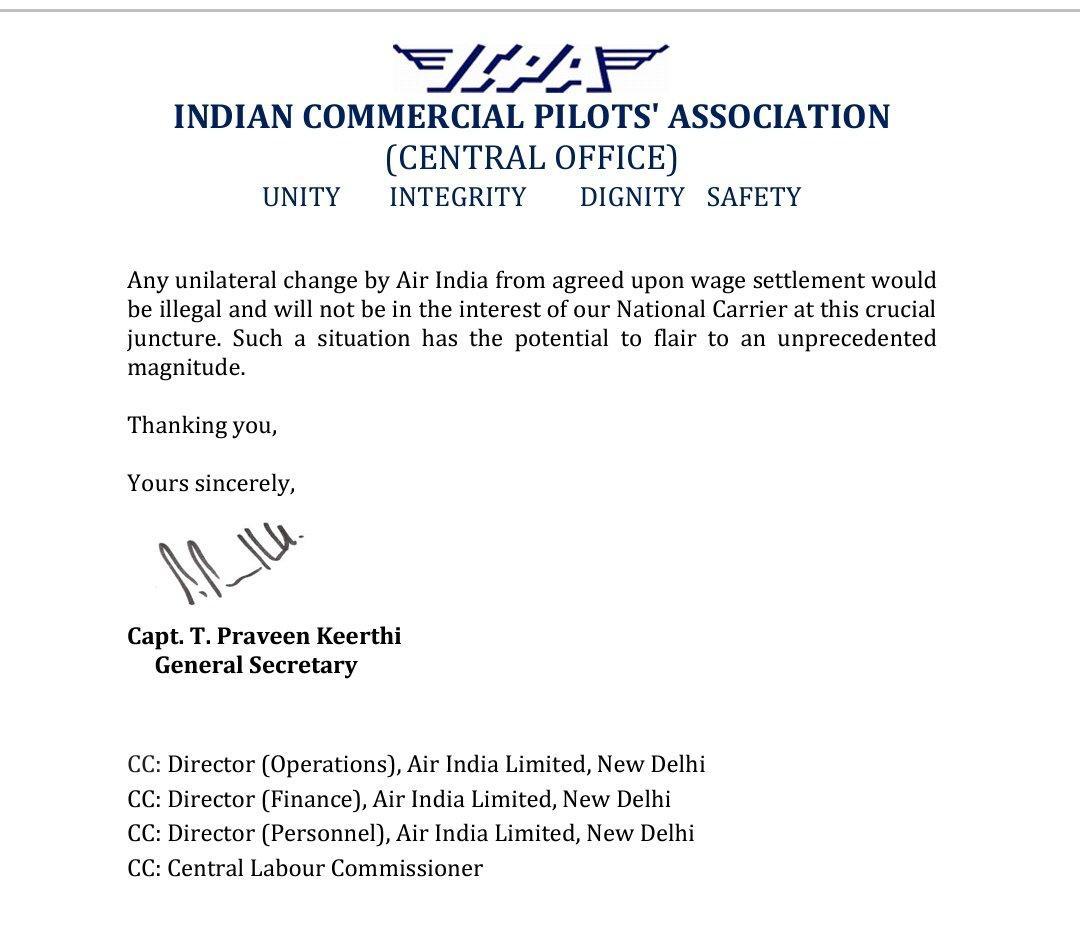 ICPA
INDIAN COMMERCIAL PILOTS' ASSOCIATION
(CENTRAL OFFICE)
UNITY INTEGRITY DIGNITY SAFETY
Any unilateral change by Air India from agreed upon wage settlement would
be illegal and will not be in the interest of our National Carrier at this crucial
juncture. Such a situation has the potential to flair to an unprecedented
magnitude.
Thanking you,
Yours sincerely,
Capt. T. Praveen Keerthi
General Secretary
CC: Director (Operations), Air India Limited, New Delhi
CC: Director (Finance), Air India Limited, New Delhi
CC: Director (Personnel), Air India Limited, New Delhi
CC: Central Labour Commissioner